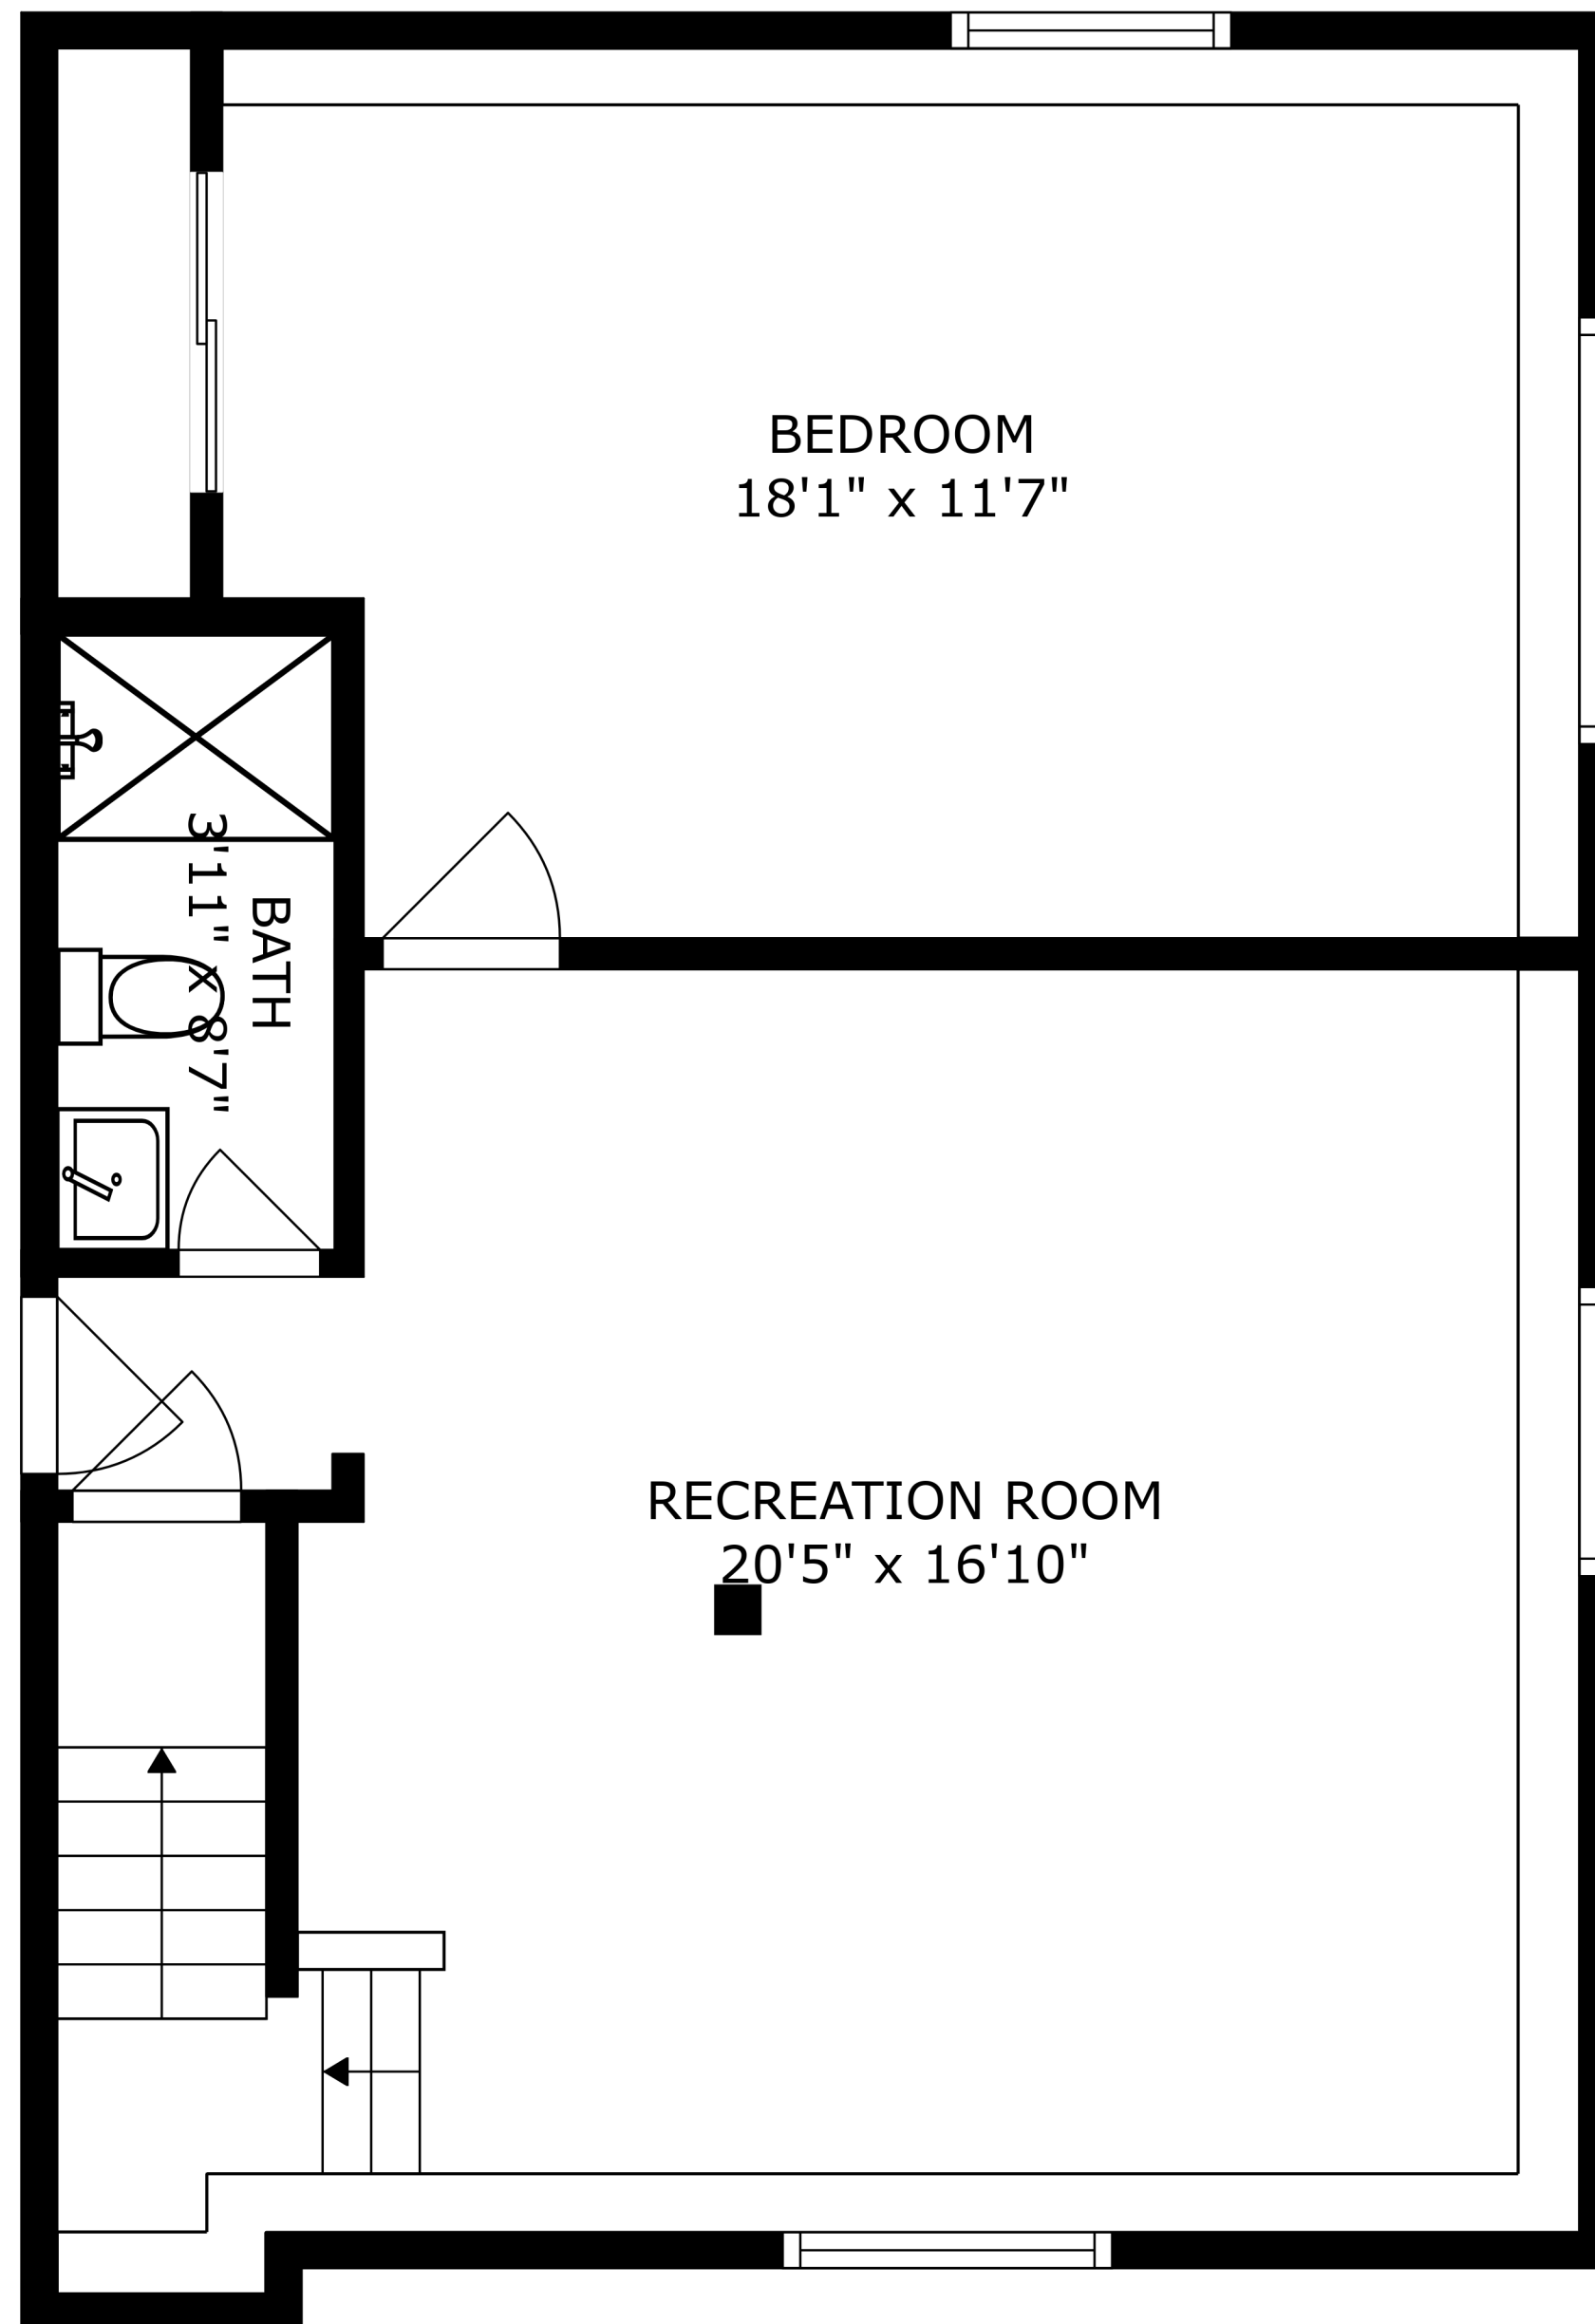 BEDROOM
18'1" x 11'7"
BATH
3'11" x 8'7"
RECREATION ROOM
20'5" x 16'10"